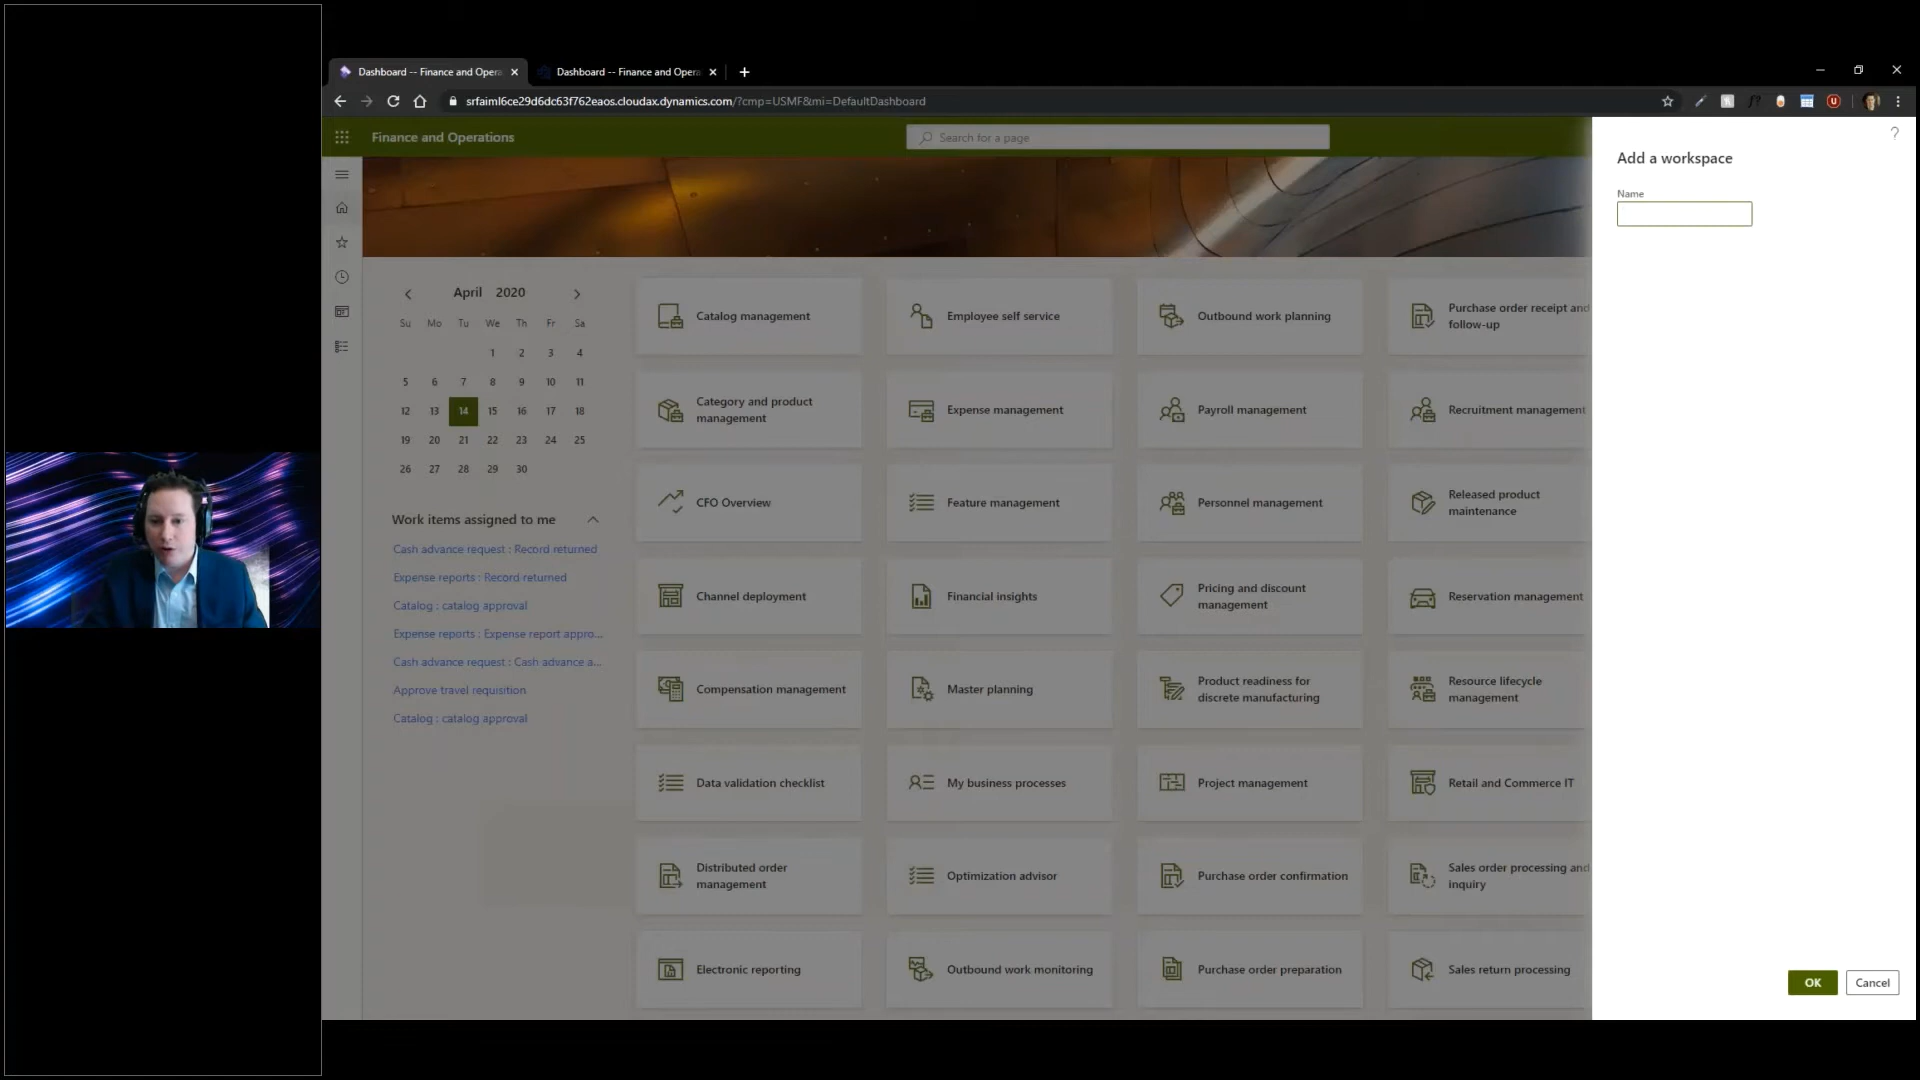 Dashboard -- Finance and Opera
Dashboard -- Finance and Opera
srfaiml6ce29d6dc63f762eaos.cloudax.dynamics.com/?cmp=USMF&mi=DefaultDashboard
Finance and Operations
Search for a page
?
Add a workspace
Name
April 2020
Su Mo Tu We Th Fr Sa
1 2 3 4
5 6 7 8 9 10 11
12 13 14 15 16 17 18
19 20 21 22 23 24 25
26 27 28 29 30
Work items assigned to me
Cash advance request : Record returned
Expense reports : Record returned
Catalog : catalog approval
Expense reports : Expense report appro...
Cash advance request : Cash advance a...
Approve travel requisition
Catalog : catalog approval
Catalog management
Employee self service
Outbound work planning
Purchase order receipt and
follow-up
Category and product
management
Expense management
Payroll management
Recruitment management
CFO Overview
Feature management
Personnel management
Released product
maintenance
Channel deployment
Financial insights
Pricing and discount
management
Reservation management
Compensation management
Master planning
Product readiness for
discrete manufacturing
Resource lifecycle
management
Data validation checklist
My business processes
Project management
Retail and Commerce IT
Distributed order
management
Optimization advisor
Purchase order confirmation
Sales order processing and
inquiry
Electronic reporting
Outbound work monitoring
Purchase order preparation
Sales return processing
OK
Cancel